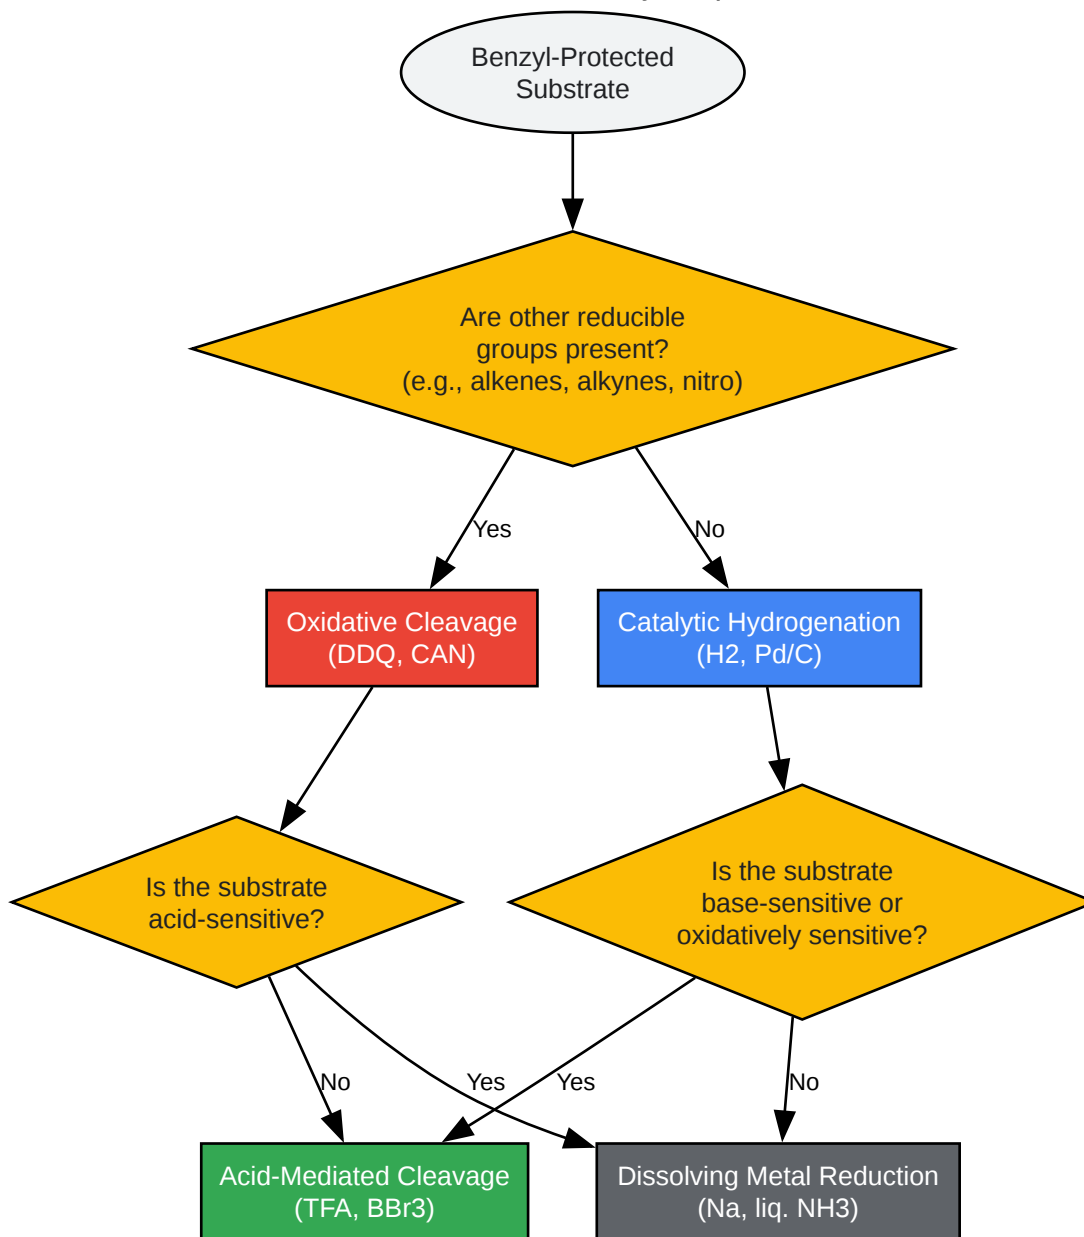 Benzyl-Protected
Substrate
Are other reducible
groups present?
(e.g., alkenes, alkynes, nitro)
Yes
No
Oxidative Cleavage
(DDQ, CAN)
Catalytic Hydrogenation
(H2, Pd/C)
Is the substrate
acid-sensitive?
Is the substrate
base-sensitive or
oxidatively sensitive?
No
Yes
Yes
No
Acid-Mediated Cleavage
(TFA, BBr3)
Dissolving Metal Reduction
(Na, liq. NH3)